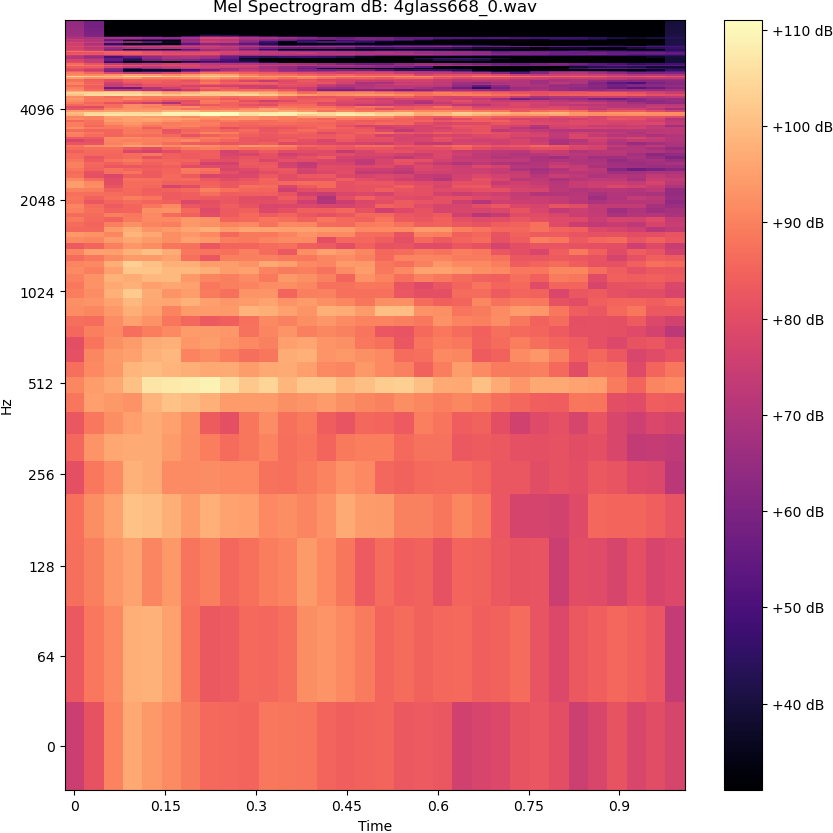 Mel Spectrogram dB: 4glass668_0.wav
4096
2048
1024
512
256
128
64
0
Hz
0 0.15 0.3 0.45 0.6 0.75 0.9
Time
+110 dB
+100 dB
+90 dB
+80 dB
+70 dB
+60 dB
+50 dB
+40 dB